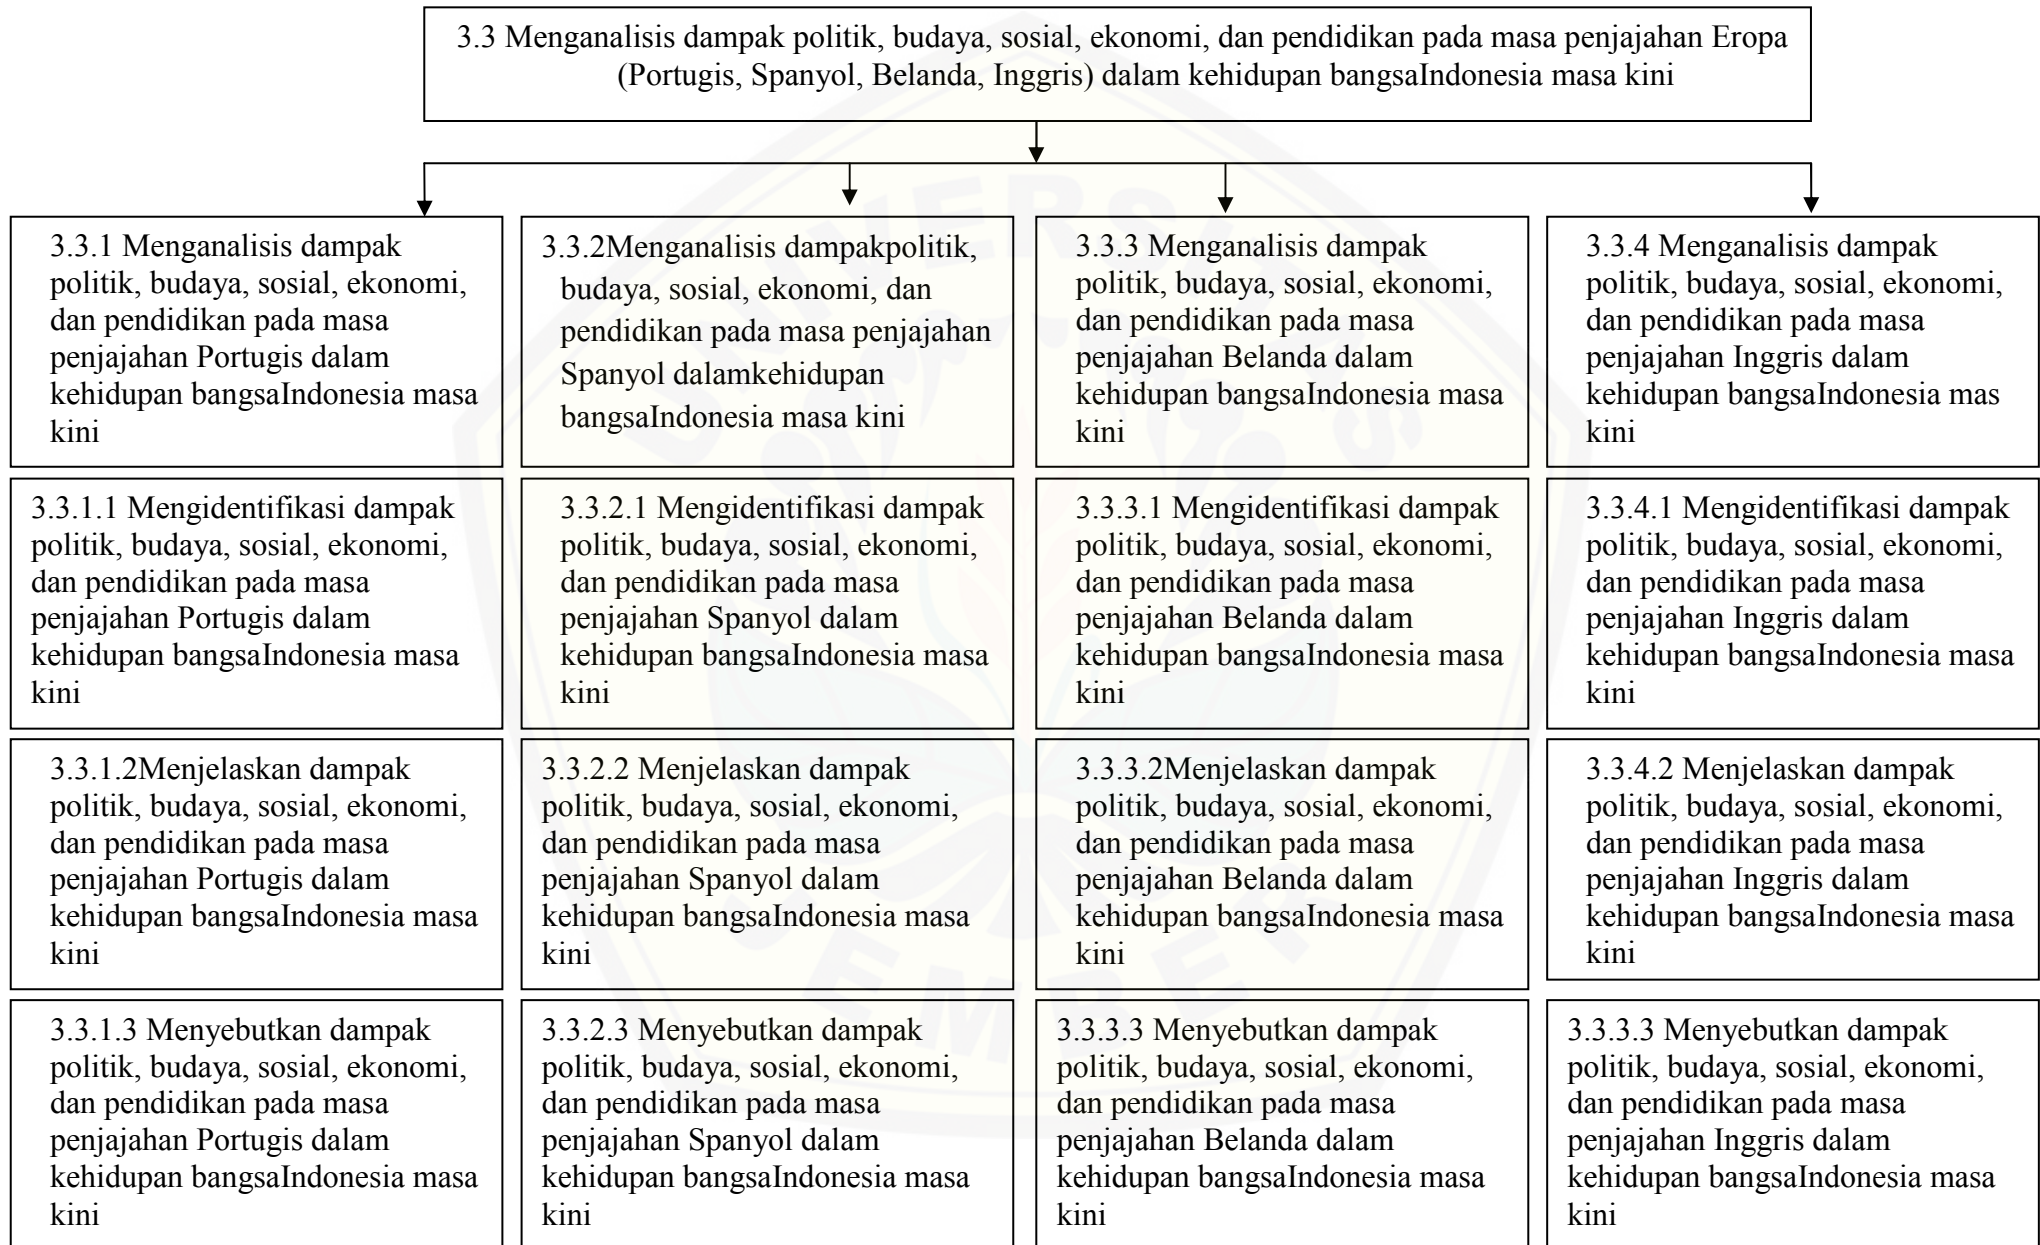 3.3 Menganalisis dampak politik, budaya, sosial, ekonomi, dan pendidikan pada masa penjajahan Eropa
(Portugis, Spanyol, Belanda, Inggris) dalam kehidupan bangsaIndonesia masa kini
3.3.1 Menganalisis dampak
politik, budaya, sosial, ekonomi,
dan pendidikan pada masa
penjajahan Portugis dalam
kehidupan bangsaIndonesia masa
kini
3.3.2Menganalisis dampakpolitik,
budaya, sosial, ekonomi, dan
pendidikan pada masa penjajahan
Spanyol dalamkehidupan
bangsaIndonesia masa kini
3.3.3 Menganalisis dampak
politik, budaya, sosial, ekonomi,
dan pendidikan pada masa
penjajahan Belanda dalam
kehidupan bangsaIndonesia masa
kini
3.3.4 Menganalisis dampak
politik, budaya, sosial, ekonomi,
dan pendidikan pada masa
penjajahan Inggris dalam
kehidupan bangsaIndonesia mas
kini
3.3.1.1 Mengidentifikasi dampak
politik, budaya, sosial, ekonomi,
dan pendidikan pada masa
penjajahan Portugis dalam
kehidupan bangsaIndonesia masa
kini
3.3.2.1 Mengidentifikasi dampak
politik, budaya, sosial, ekonomi,
dan pendidikan pada masa
penjajahan Spanyol dalam
kehidupan bangsaIndonesia masa
kini
3.3.3.1 Mengidentifikasi dampak
politik, budaya, sosial, ekonomi,
dan pendidikan pada masa
penjajahan Belanda dalam
kehidupan bangsaIndonesia masa
kini
3.3.4.1 Mengidentifikasi dampak
politik, budaya, sosial, ekonomi,
dan pendidikan pada masa
penjajahan Inggris dalam
kehidupan bangsaIndonesia masa
kini
3.3.1.2Menjelaskan dampak
politik, budaya, sosial, ekonomi,
dan pendidikan pada masa
penjajahan Portugis dalam
kehidupan bangsaIndonesia masa
kini
3.3.2.2 Menjelaskan dampak
politik, budaya, sosial, ekonomi,
dan pendidikan pada masa
penjajahan Spanyol dalam
kehidupan bangsaIndonesia masa
kini
3.3.3.2Menjelaskan dampak
politik, budaya, sosial, ekonomi,
dan pendidikan pada masa
penjajahan Belanda dalam
kehidupan bangsaIndonesia masa
kini
3.3.4.2 Menjelaskan dampak
politik, budaya, sosial, ekonomi,
dan pendidikan pada masa
penjajahan Inggris dalam
kehidupan bangsaIndonesia masa
kini
3.3.1.3 Menyebutkan dampak
politik, budaya, sosial, ekonomi,
dan pendidikan pada masa
penjajahan Portugis dalam
kehidupan bangsaIndonesia masa
kini
3.3.2.3 Menyebutkan dampak
politik, budaya, sosial, ekonomi,
dan pendidikan pada masa
penjajahan Spanyol dalam
kehidupan bangsaIndonesia masa
kini
3.3.3.3 Menyebutkan dampak
politik, budaya, sosial, ekonomi,
dan pendidikan pada masa
penjajahan Belanda dalam
kehidupan bangsaIndonesia masa
kini
3.3.3.3 Menyebutkan dampak
politik, budaya, sosial, ekonomi,
dan pendidikan pada masa
penjajahan Inggris dalam
kehidupan bangsaIndonesia masa
kini
UNIVERSITAS
JEMBER